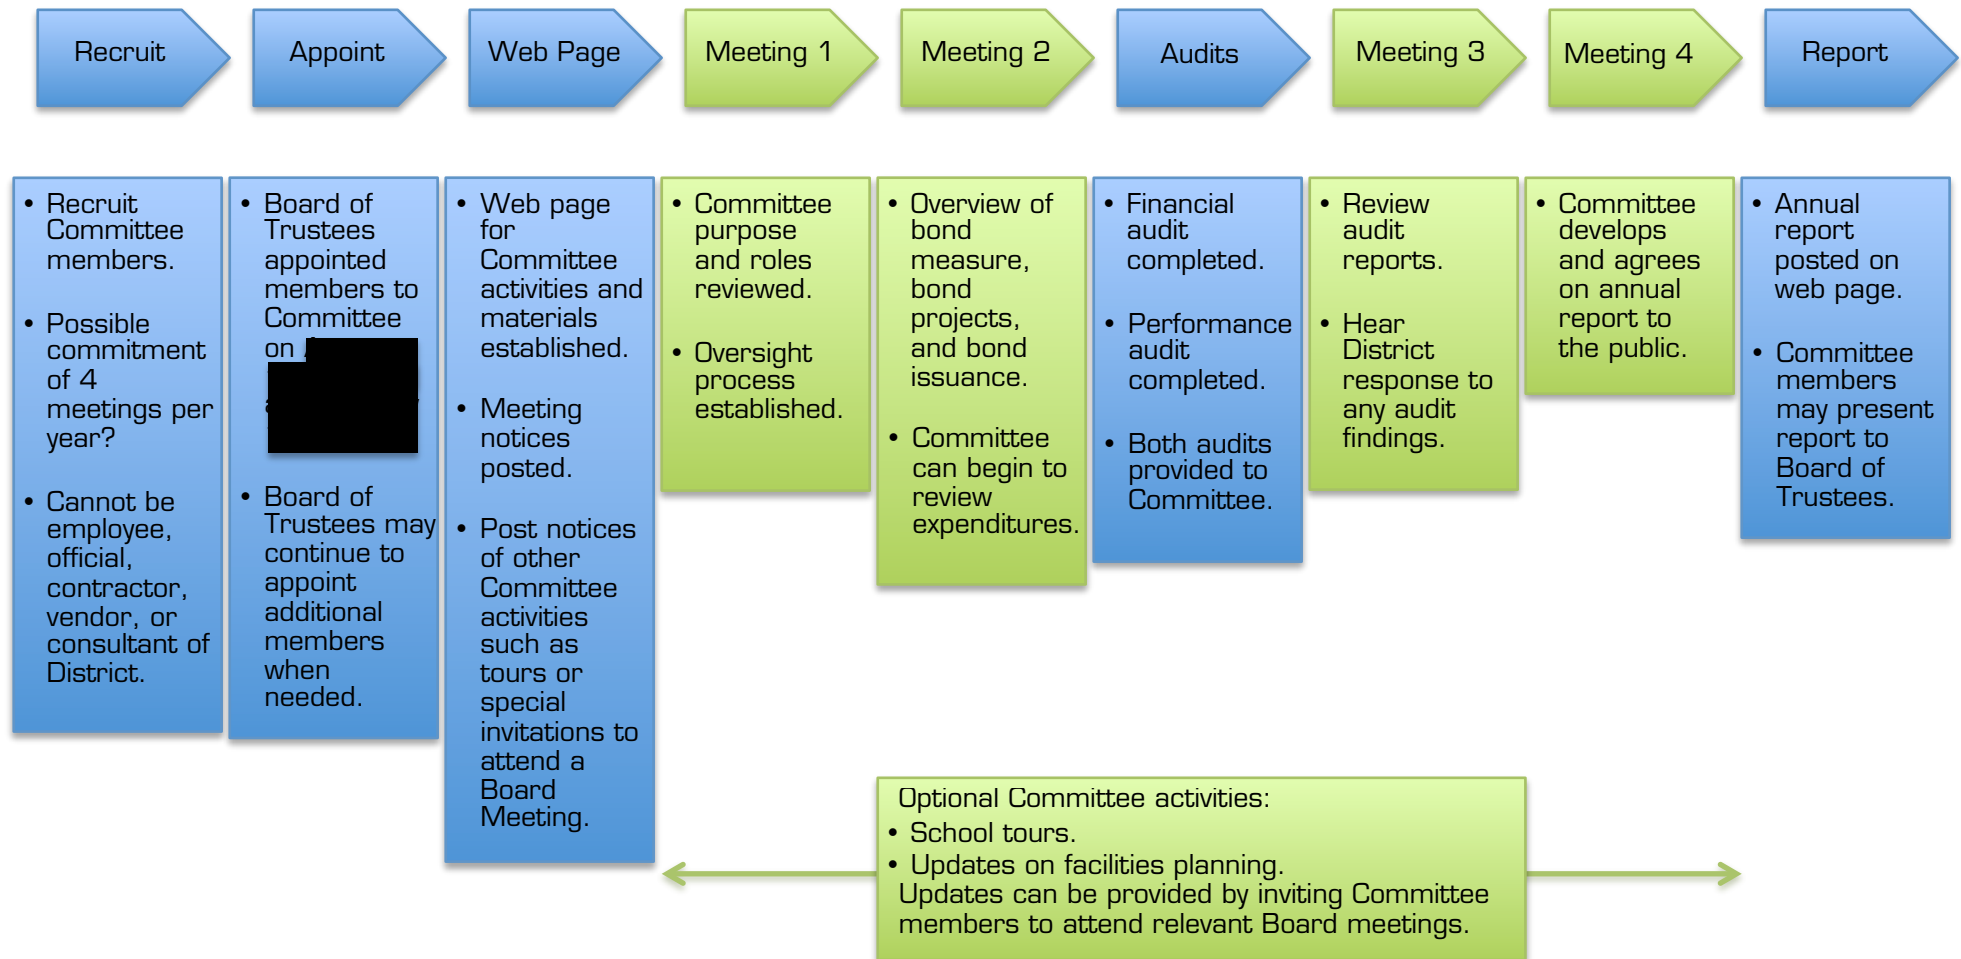 Recruit
Appoint
Web Page
Meeting 1
Meeting 2
Audits
Meeting 3
Meeting 4
Report
• Recruit
Committee
members.
• Possible
commitment
of 4
meetings per
year?
• Cannot be
employee,
official,
contractor,
vendor, or
consultant of
District.
• Board of
Trustees
appointed
members to
Committee
on
• Board of
Trustees may
continue to
appoint
additional
members
when
needed.
• Web page
for
Committee
activities and
materials
established.
• Meeting
notices
posted.
• Post notices
of other
Committee
activities
such as
tours or
special
invitations to
attend a
Board
Meeting.
• Committee
purpose
and roles
reviewed.
• Oversight
process
established.
• Overview of
bond
measure,
bond
projects,
and bond
issuance.
• Committee
can begin to
review
expenditures.
• Financial
audit
completed.
• Performance
audit
completed.
• Both audits
provided to
Committee.
• Review
audit
reports.
• Hear
District
response to
any audit
findings.
• Committee
develops
and agrees
on annual
report to
the public.
• Annual
report
posted on
web page.
• Committee
members
may present
report to
Board of
Trustees.
Optional Committee activities:
• School tours.
• Updates on facilities planning.
Updates can be provided by inviting Committee
members to attend relevant Board meetings.